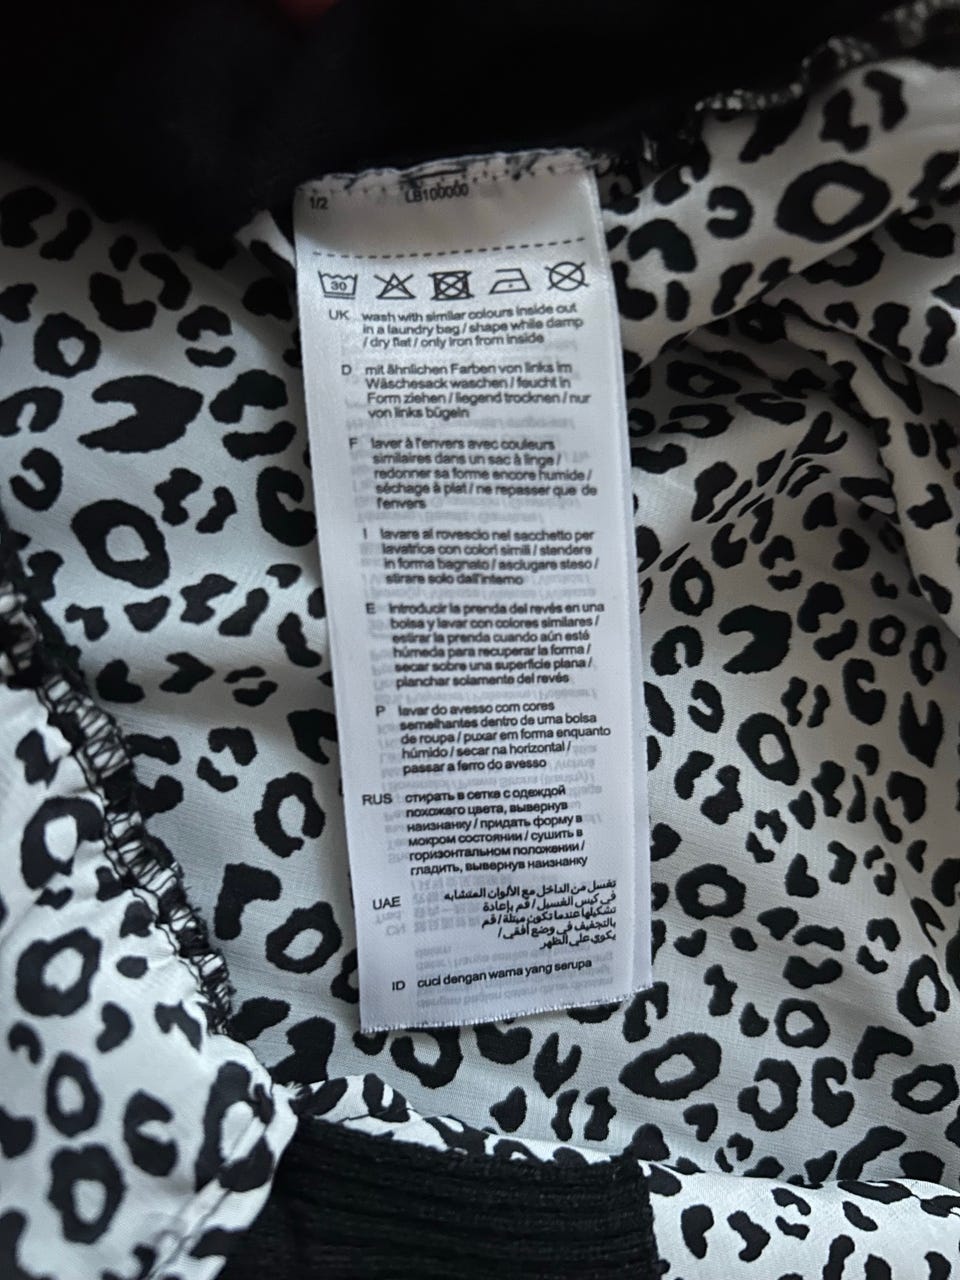 1/2
LB100000
30
UK wash with similar colours inside out
in a laundry bag / shape while damp
/ dry flat / only iron from inside
D mit ähnlichen Farben von links im
Wäschesack waschen / feucht in
Form ziehen / liegend trocknen / nur
von links bügeln
F laver à l'envers avec couleurs
similaires dans un sac à linge /
redonner sa forme encore humide /
séchage à plat / ne repasser que de
l'envers
I lavare al rovescio nel sacchetto per
lavatrice con colori simili / stendere
in forma bagnato / asciugare steso /
stirare solo dall'interno
E introducir la prenda del revés en una
bolsa y lavar con colores similares /
estirar la prenda cuando aún esté
húmeda para recuperar la forma /
secar sobre una superficie plana /
planchar solamente del revés
P lavar do avesso com cores
semelhantes dentro de uma bolsa
de roupa / puxar em forma enquanto
húmido / secar na horizontal /
passar a ferro do avesso
RUS стирать в сетке с одеждой
похожего цвета, вывернув
наизнанку / придать форму в
мокром состоянии / сушить в
горизонтальном положении /
гладить, вывернув наизнанку
UAE تغسل من الداخل مع الألوان المتشابه
في كيس الغسيل / قم بإعادة
تشكيلها عندما تكون مبتلة / قم
بالتجفيف في وضع أفقي /
يكوي علي الظهر
ID cuci dengan warna yang serupa